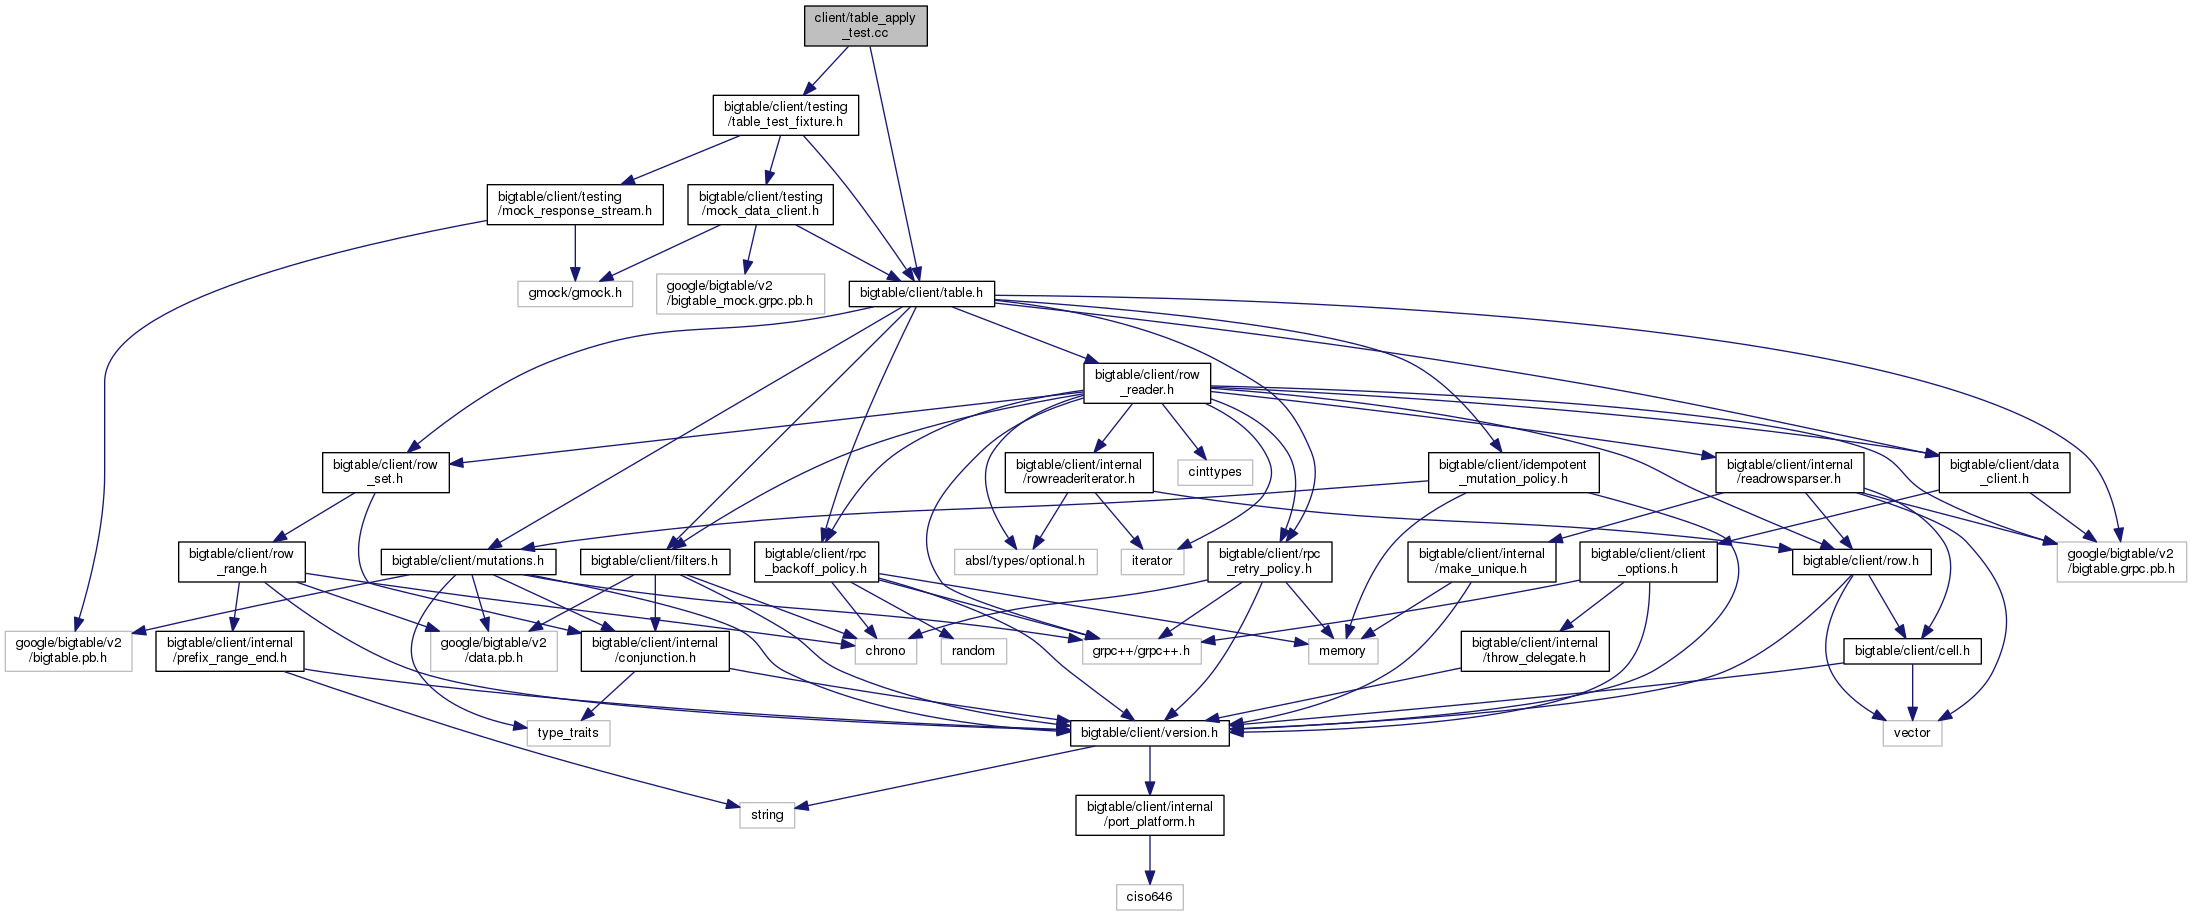 client/table_apply
_test.cc
bigtable/client/testing
/table_test_fixture.h
bigtable/client/testing
/mock_response_stream.h
bigtable/client/testing
/mock_data_client.h
gmock/gmock.h
google/bigtable/v2
/bigtable_mock.grpc.pb.h
bigtable/client/table.h
bigtable/client/row
_reader.h
bigtable/client/row
_set.h
bigtable/client/internal
/rowreaderiterator.h
cinttypes
bigtable/client/idempotent
_mutation_policy.h
bigtable/client/internal
/readrowsparser.h
bigtable/client/data
_client.h
bigtable/client/row
_range.h
bigtable/client/mutations.h
bigtable/client/filters.h
bigtable/client/rpc
_backoff_policy.h
absl/types/optional.h
iterator
bigtable/client/rpc
_retry_policy.h
bigtable/client/internal
/make_unique.h
bigtable/client/client
_options.h
bigtable/client/row.h
google/bigtable/v2
/bigtable.grpc.pb.h
google/bigtable/v2
/bigtable.pb.h
bigtable/client/internal
/prefix_range_end.h
google/bigtable/v2
/data.pb.h
bigtable/client/internal
/conjunction.h
chrono
random
grpc++/grpc++.h
memory
bigtable/client/internal
/throw_delegate.h
bigtable/client/cell.h
type_traits
bigtable/client/version.h
vector
string
bigtable/client/internal
/port_platform.h
ciso646